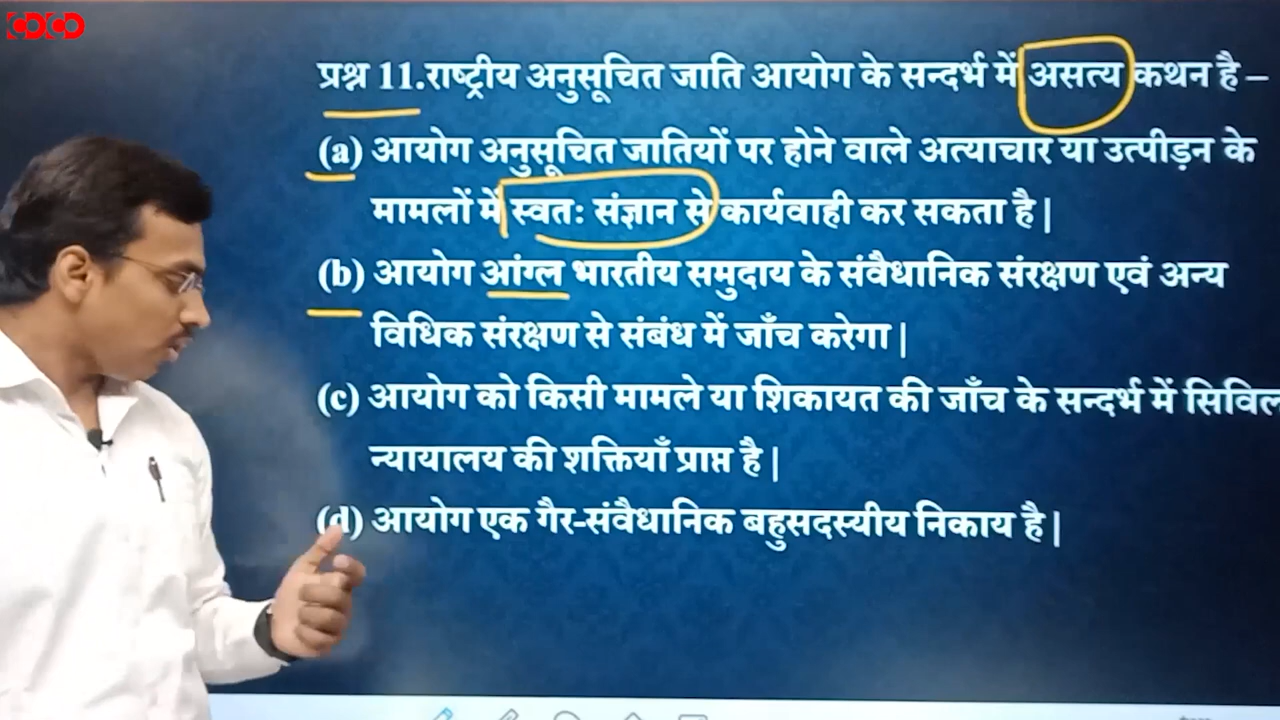 प्रश्न 11.राष्ट्रीय अनुसूचित जाति आयोग के सन्दर्भ में असत्य कथन है –
(a) आयोग अनुसूचित जातियों पर होने वाले अत्याचार या उत्पीड़न के
मामलों में स्वत: संज्ञान से कार्यवाही कर सकता है |
(b) आयोग आंग्ल भारतीय समुदाय के संवैधानिक संरक्षण एवं अन्य
विधिक संरक्षण से संबंध में जाँच करेगा |
(c) आयोग को किसी मामले या शिकायत की जाँच के सन्दर्भ में सिविल
न्यायालय की शक्तियाँ प्राप्त है |
(d) आयोग एक गैर-संवैधानिक बहुसदस्यीय निकाय है |